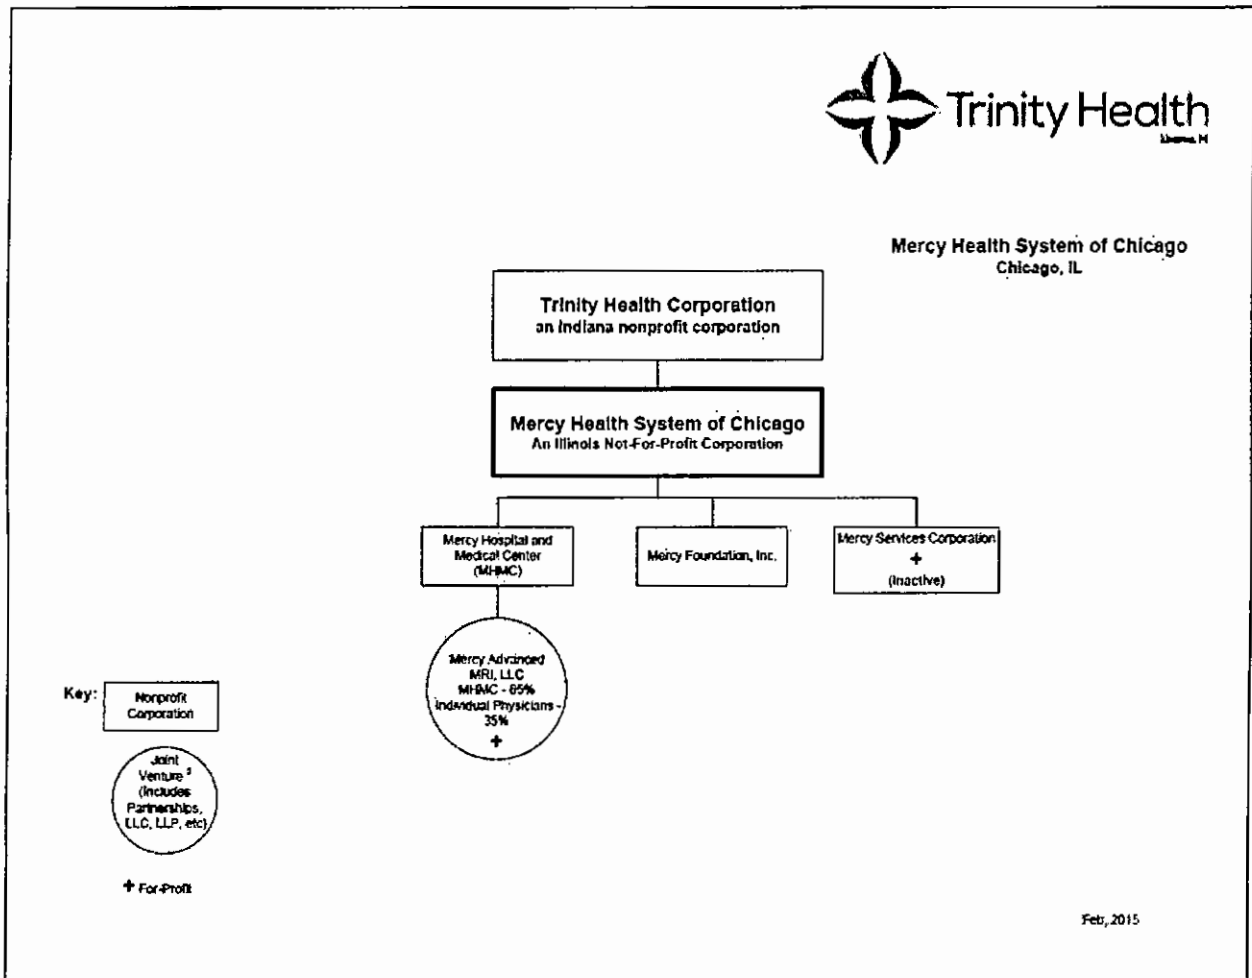 Trinity Health
Mercy Health System of Chicago
Chicago, IL
Trinity Health Corporation
an Indiana nonprofit corporation
Mercy Health System of Chicago
An Illinois Not-For-Profit Corporation
Mercy Hospital and
Medical Center
(MHMC)
Mercy Foundation, Inc.
Mercy Services Corporation
+
(Inactive)
Mercy Advanced
MRI, LLC
MHMC - 65%
Individual Physicians -
35%
+
Key:
Nonprofit
Corporation
Joint
Venture
(Includes
Partnerships,
LLC, LLP, etc)
+ For-Profit
Feb, 2015